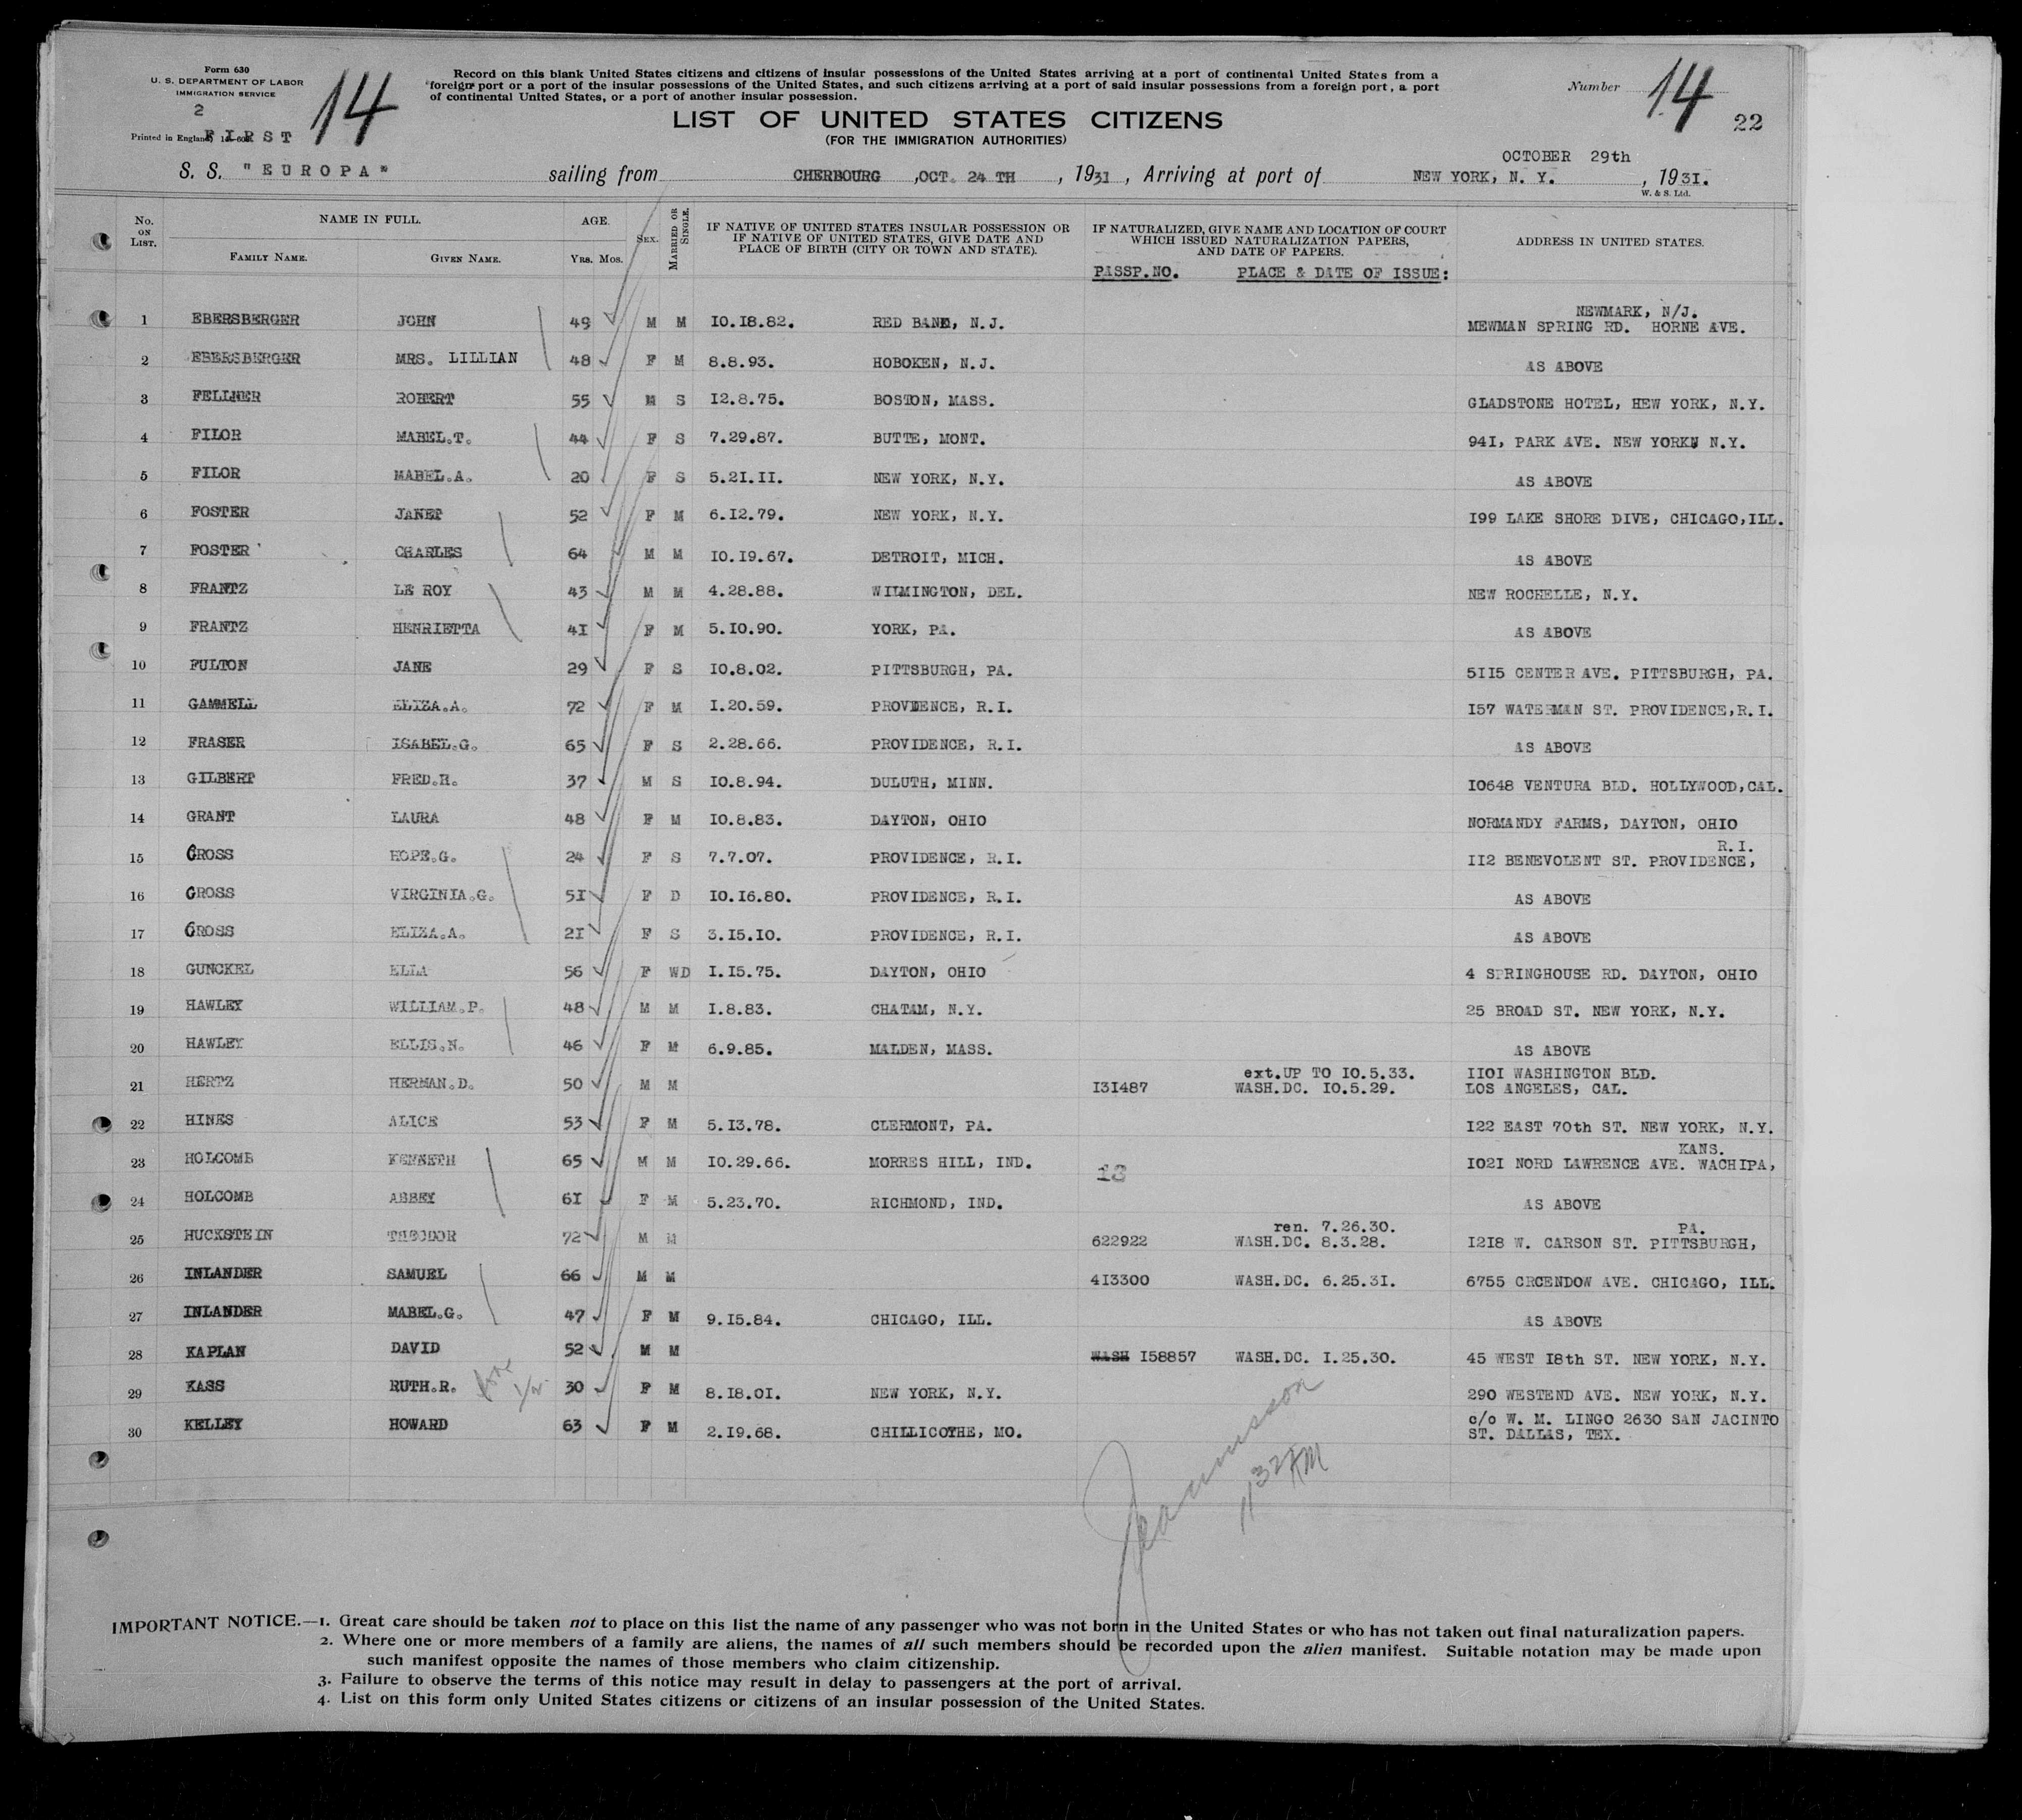 Form 630
U. S. DEPARTMENT OF LABOR
IMMIGRATION SERVICE
2
Printed in England,
FIRST
14
Record on this blank United States citizens and citizens of insular possessions of the United States arriving at a port of continental United States from a
foreign port or a port of the insular possessions of the United States, and such citizens arriving at a port of said insular possessions from a foreign port, a port
of continental United States, or a port of another insular possession.
Number 14
22
LIST OF UNITED STATES CITIZENS
(FOR THE IMMIGRATION AUTHORITIES)
S. S. "EUROPA" sailing from CHERBOURG ,OCT. 24 TH , 1931 , Arriving at port of NEW YORK, N. Y. OCTOBER 29th , 1931.
W. & S. Ltd.
No. ON LIST. NAME IN FULL. AGE. SEX. MARRIED OR SINGLE. IF NATIVE OF UNITED STATES INSULAR POSSESSION OR IF NATIVE OF UNITED STATES, GIVE DATE AND PLACE OF BIRTH (CITY OR TOWN AND STATE). IF NATURALIZED, GIVE NAME AND LOCATION OF COURT WHICH ISSUED NATURALIZATION PAPERS, AND DATE OF PAPERS. ADDRESS IN UNITED STATES.
FAMILY NAME. GIVEN NAME. YRS. MOS.
PASSP.NO. PLACE & DATE OF ISSUE:
NEWMARK, N/J.
1 EBERSBERGER JOHN 49 M M 10.18.82. RED BANK, N.J. MEWMAN SPRING RD. HORNE AVE.
2 EBERSBERGER MRS. LILLIAN 48 F M 8.8.93. HOBOKEN, N.J. AS ABOVE
3 FELLNER ROBERT 55 M S 12.8.75. BOSTON, MASS. GLADSTONE HOTEL, HEW YORK, N.Y.
4 FILOR MABEL.T. 44 F S 7.29.87. BUTTE, MONT. 941, PARK AVE. NEW YORKN N.Y.
5 FILOR MABEL.A. 20 F S 5.21.11. NEW YORK, N.Y. AS ABOVE
6 FOSTER JANET 52 F M 6.12.79. NEW YORK, N.Y. 199 LAKE SHORE DIVE, CHICAGO,ILL.
7 FOSTER CHARLES 64 M M 10.19.67. DETROIT, MICH. AS ABOVE
8 FRANTZ LE ROY 43 M M 4.28.88. WILMINGTON, DEL. NEW ROCHELLE, N.Y.
9 FRANTZ HENRIETTA 41 F M 5.10.90. YORK, PA. AS ABOVE
10 FULTON JANE 29 F S 10.8.02. PITTSBURGH, PA. 5115 CENTER AVE. PITTSBURGH, PA.
11 GAMMELL ELIZA.A. 72 F M 1.20.59. PROVIDENCE, R.I. 157 WATERMAN ST. PROVIDENCE,R.I.
12 FRASER ISABEL.G. 65 F S 2.28.66. PROVIDENCE, R.I. AS ABOVE
13 GILBERT FRED.R. 37 M S 10.8.94. DULUTH, MINN. 10648 VENTURA BLD. HOLLYWOOD,CAL.
14 GRANT LAURA 48 F M 10.8.83. DAYTON, OHIO NORMANDY FARMS, DAYTON, OHIO
R.I.
15 GROSS HOPE.G. 24 F S 7.7.07. PROVIDENCE, R.I. 112 BENEVOLENT ST. PROVIDENCE,
16 GROSS VIRGINIA.G. 51 F D 10.16.80. PROVIDENCE, R.I. AS ABOVE
17 GROSS ELIZA.A. 21 F S 3.15.10. PROVIDENCE, R.I. AS ABOVE
18 GUNCKEL ELLA 56 F WD 1.15.75. DAYTON, OHIO 4 SPRINGHOUSE RD. DAYTON, OHIO
19 HAWLEY WILLIAM.P. 48 M M 1.8.83. CHATAM, N.Y. 25 BROAD ST. NEW YORK, N.Y.
20 HAWLEY ELLIS.N. 46 F M 6.9.85. MALDEN, MASS. AS ABOVE
ext.UP TO 10.5.33. 1101 WASHINGTON BLD.
21 HERTZ HERMAN.D. 50 M M 131487 WASH.DC. 10.5.29. LOS ANGELES, CAL.
22 HINES ALICE 53 F M 5.13.78. CLERMONT, PA. 122 EAST 70th ST. NEW YORK, N.Y.
KANS.
23 HOLCOMB KENNETH 65 M M 10.29.66. MORRES HILL, IND. 1021 NORD LAWRENCE AVE. WACHIPA,
13
24 HOLCOMB ABBEY 61 F M 5.23.70. RICHMOND, IND. AS ABOVE
ren. 7.26.30. PA.
25 HUCKSTEIN THEODOR 72 M M 622922 WASH.DC. 8.3.28. 1218 W. CARSON ST. PITTSBURGH,
26 INLANDER SAMUEL 66 M M 413300 WASH.DC. 6.25.31. 6755 CRCENDOW AVE. CHICAGO, ILL.
27 INLANDER MABEL.G. 47 F M 9.15.84. CHICAGO, ILL. AS ABOVE
28 KAPLAN DAVID 52 M M WASH 158857 WASH.DC. 1.25.30. 45 WEST 18th ST. NEW YORK, N.Y.
29 KASS RUTH.R. 30 F M 8.18.01. NEW YORK, N.Y. 290 WESTEND AVE. NEW YORK, N.Y.
c/o W. M. LINGO 2630 SAN JACINTO
30 KELLEY HOWARD 63 F M 2.19.68. CHILLICOTHE, MO. ST. DALLAS, TEX.
1132 AM
IMPORTANT NOTICE.—1. Great care should be taken not to place on this list the name of any passenger who was not born in the United States or who has not taken out final naturalization papers.
2. Where one or more members of a family are aliens, the names of all such members should be recorded upon the alien manifest. Suitable notation may be made upon
such manifest opposite the names of those members who claim citizenship.
3. Failure to observe the terms of this notice may result in delay to passengers at the port of arrival.
4. List on this form only United States citizens or citizens of an insular possession of the United States.